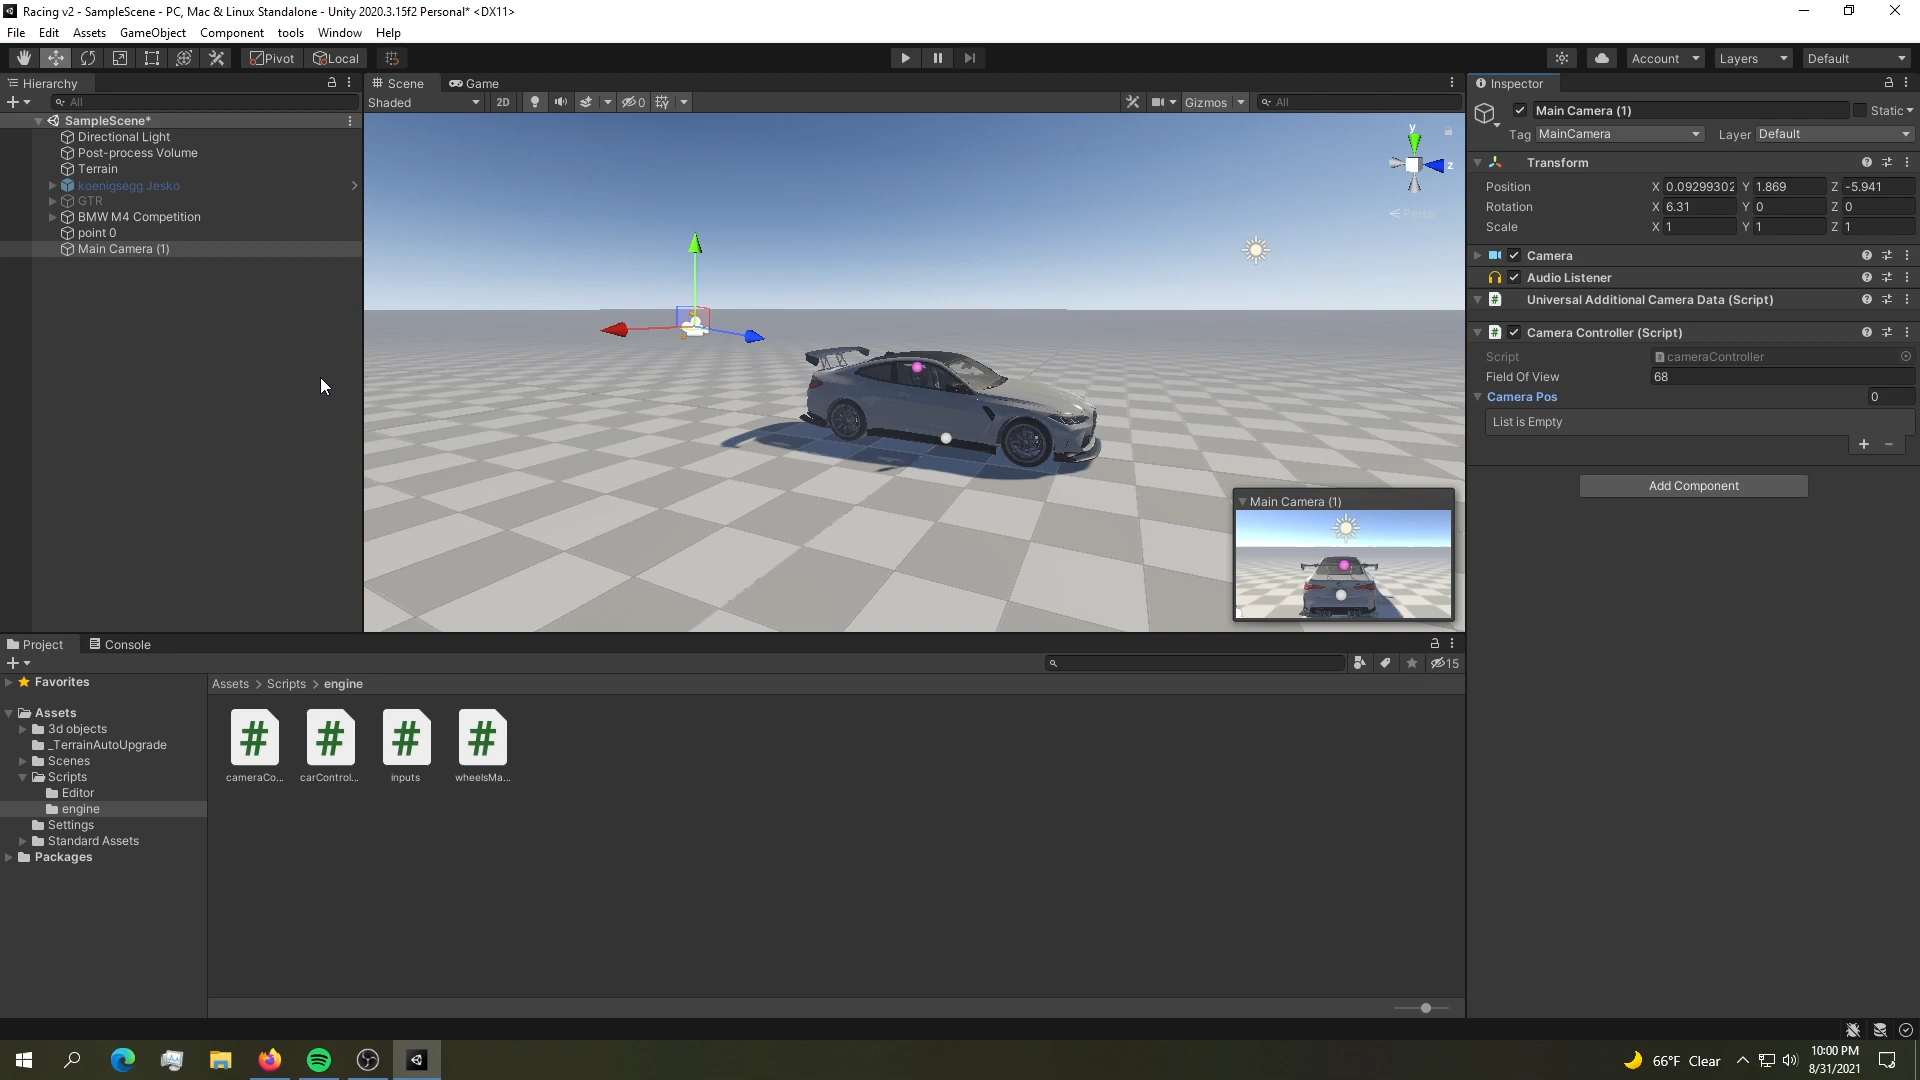 Racing v2 - SampleScene - PC, Mac & Linux Standalone - Unity 2020.3.15f2 Personal* <DX11>
File Edit Assets GameObject Component tools Window Help
Pivot Local Account Layers Default
Hierarchy
All
SampleScene*
Directional Light
Post-process Volume
Terrain
koenigsegg Jesko
GTR
BMW M4 Competition
point 0
Main Camera (1)
Scene Game
Shaded 2D 0 Gizmos All
y
z
Persp
Main Camera (1)
Inspector
Main Camera (1) Static
Tag MainCamera Layer Default
Transform
Position X 0.09299302 Y 1.869 Z -5.941
Rotation X 6.31 Y 0 Z 0
Scale X 1 Y 1 Z 1
Camera
Audio Listener
Universal Additional Camera Data (Script)
Camera Controller (Script)
Script cameraController
Field Of View 68
Camera Pos 0
List is Empty
Add Component
Project Console
15
Favorites
Assets
3d objects
_TerrainAutoUpgrade
Scenes
Scripts
Editor
engine
Settings
Standard Assets
Packages
Assets > Scripts > engine
cameraCo... carControl... inputs wheelsMa...
66°F Clear
10:00 PM
8/31/2021